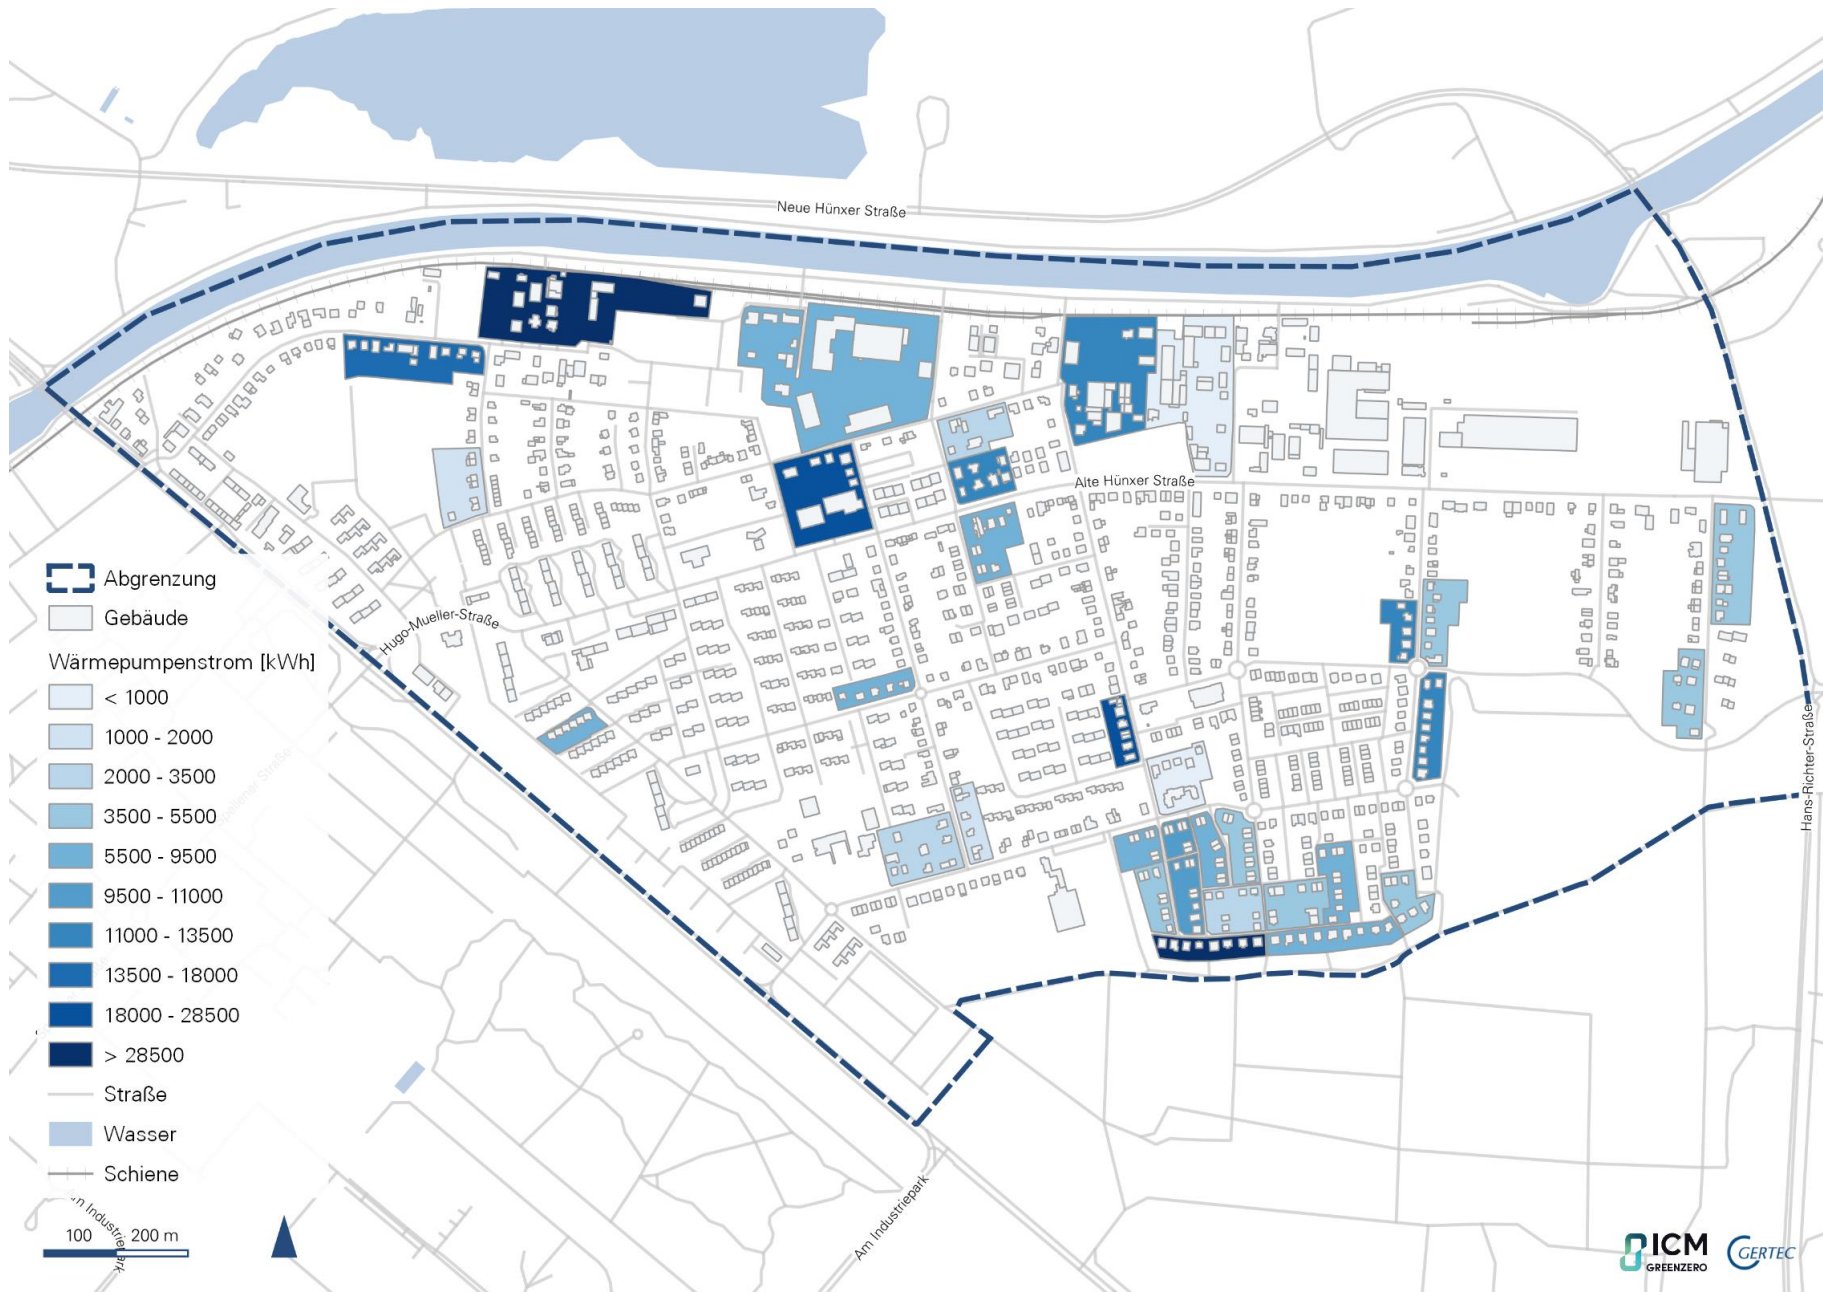 Neue Hünxer Straße
Alte Hünxer Straße
Hugo-Mueller-Straße
Hans-Richter-Straße
Am Industriepark
Abgrenzung
Gebäude
Wärmepumpenstrom [kWh]
< 1000
1000 - 2000
2000 - 3500
3500 - 5500
5500 - 9500
9500 - 11000
11000 - 13500
13500 - 18000
18000 - 28500
> 28500
Straße
Wasser
Schiene
100 200 m
ICM
GREENZERO
GERTEC